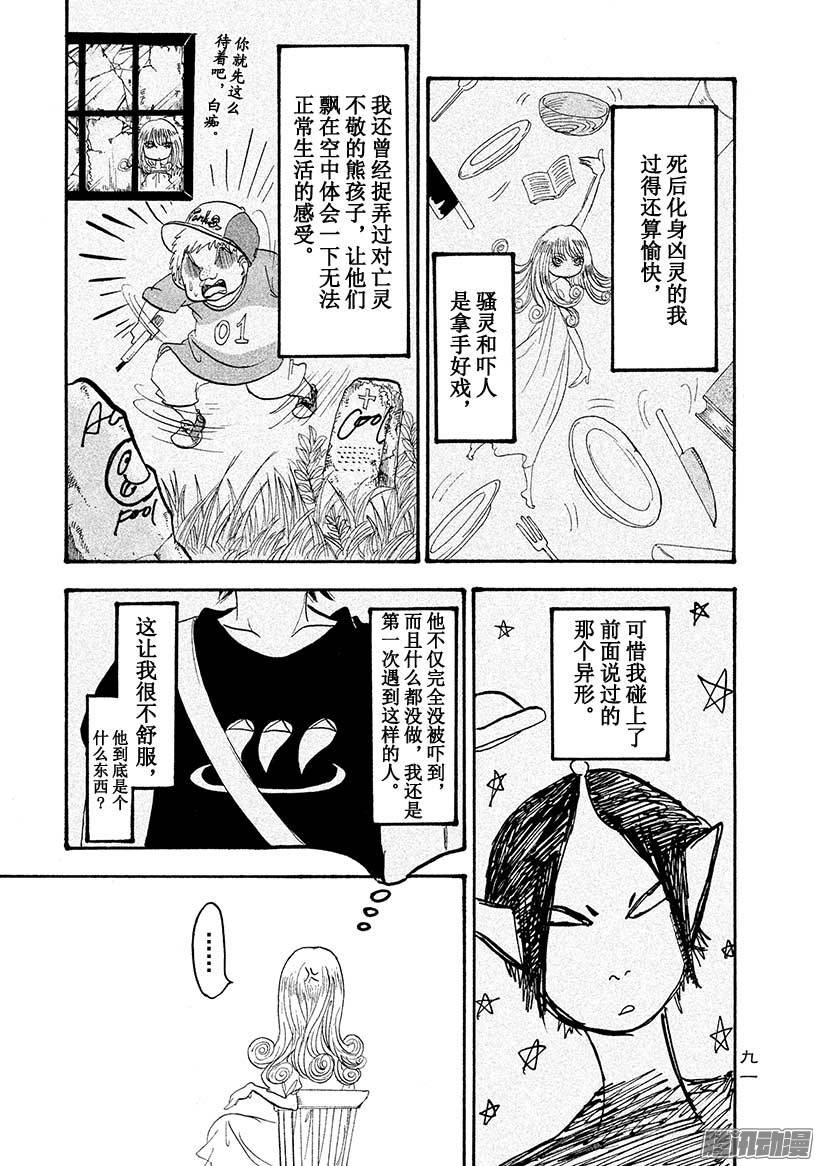 死后化身凶灵的我
过得还算愉快，
骚灵和吓人
是拿手好戏，
我还曾经捉弄过对亡灵
不敬的熊孩子，让他们
飘在空中体会一下无法
正常生活的感受。
你就先这么
待着吧，白痴。
01
Cool
Fool
可惜我碰上了
前面说过的
那个异形。
他不仅完全没被吓到，
而且什么都没做，我还是
第一次遇到这样的人。
这让我很不舒服，
他到底是个
什么东西？
……
九一
腾讯动漫